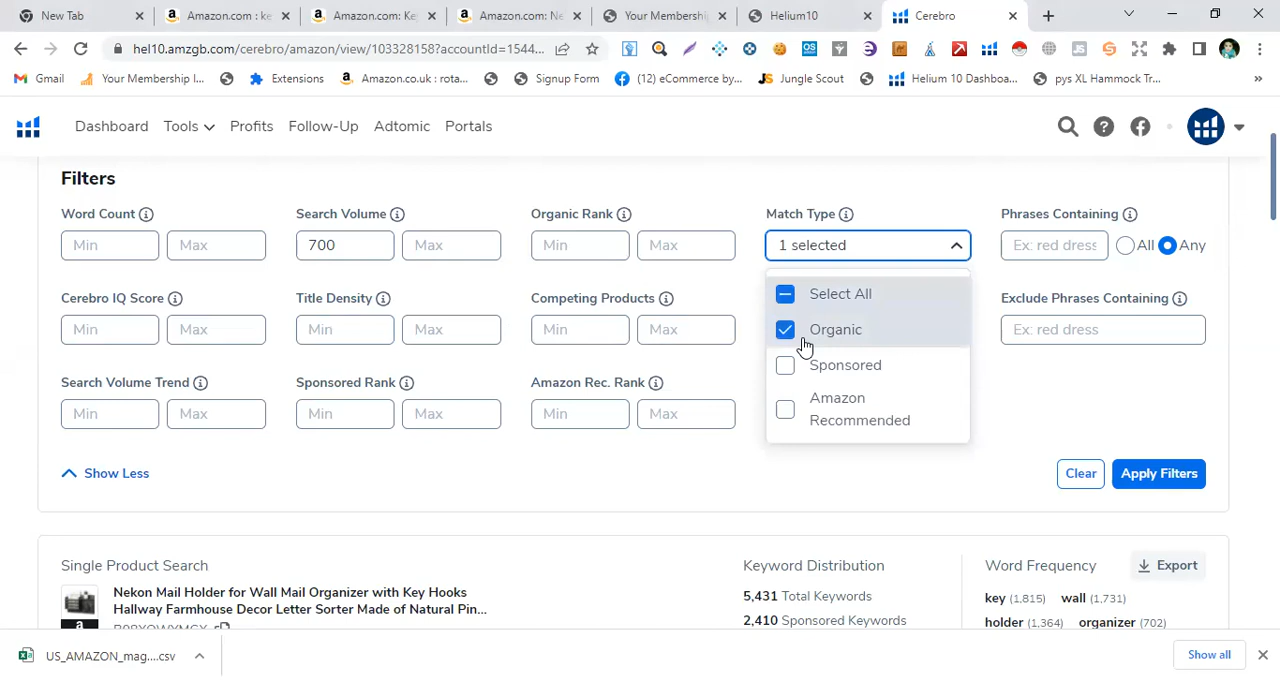 New Tab
Amazon.com : ke
Amazon.com: Ke
Amazon.com: Ne
Your Membershi
Helium10
Cerebro
hel10.amzgb.com/cerebro/amazon/view/103328158?accountId=1544...
Gmail
Your Membership I...
Extensions
Amazon.co.uk : rota...
Signup Form
(12) eCommerce by...
Jungle Scout
Helium 10 Dashboa...
pys XL Hammock Tr...
Dashboard Tools Profits Follow-Up Adtomic Portals
Filters
Word Count Search Volume Organic Rank Match Type Phrases Containing
Min Max 700 Max Min Max 1 selected Ex: red dress All Any
Select All
Cerebro IQ Score Title Density Competing Products Exclude Phrases Containing
Min Max Min Max Min Max Organic Ex: red dress
Sponsored
Search Volume Trend Sponsored Rank Amazon Rec. Rank
Min Max Min Max Min Max Amazon
Recommended
Show Less Clear Apply Filters
Single Product Search Keyword Distribution Word Frequency Export
Nekon Mail Holder for Wall Mail Organizer with Key Hooks
Hallway Farmhouse Decor Letter Sorter Made of Natural Pin...
5,431 Total Keywords
2,410 Sponsored Keywords
key (1,815) wall (1,731)
holder (1,364) organizer (702)
US_AMAZON_mag....csv Show all